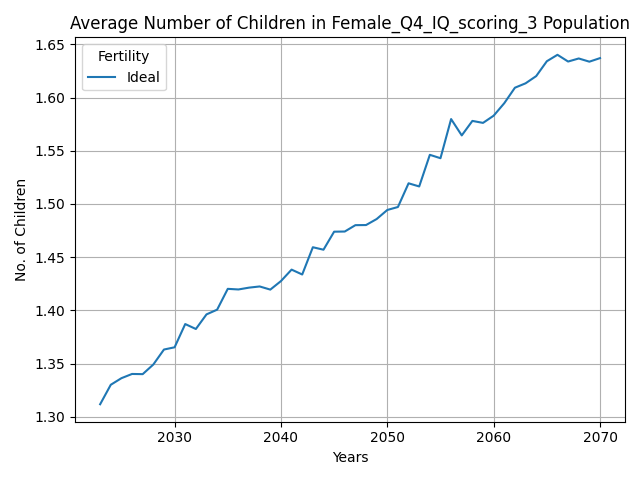 Average Number of Children in Female_Q4_IQ_scoring_3 Population
Fertility
Ideal
No. of Children
1.65
1.60
1.55
1.50
1.45
1.40
1.35
1.30
2030 2040 2050 2060 2070
Years